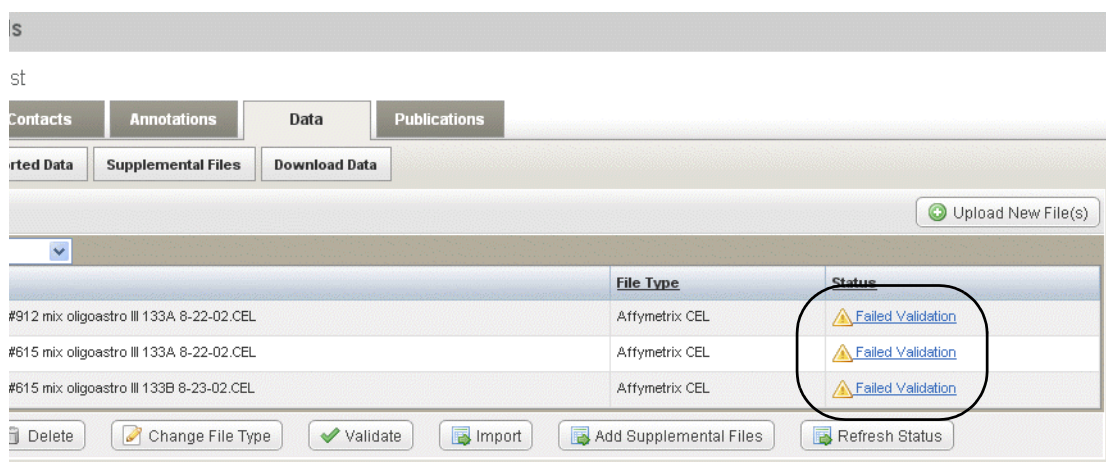 ls
st
Contacts Annotations Data Publications
rted Data Supplemental Files Download Data
Upload New File(s)
File Type Status
#912 mix oligoastro III 133A 8-22-02.CEL Affymetrix CEL Failed Validation
#615 mix oligoastro III 133A 8-22-02.CEL Affymetrix CEL Failed Validation
#615 mix oligoastro III 133B 8-23-02.CEL Affymetrix CEL Failed Validation
Delete Change File Type Validate Import Add Supplemental Files Refresh Status